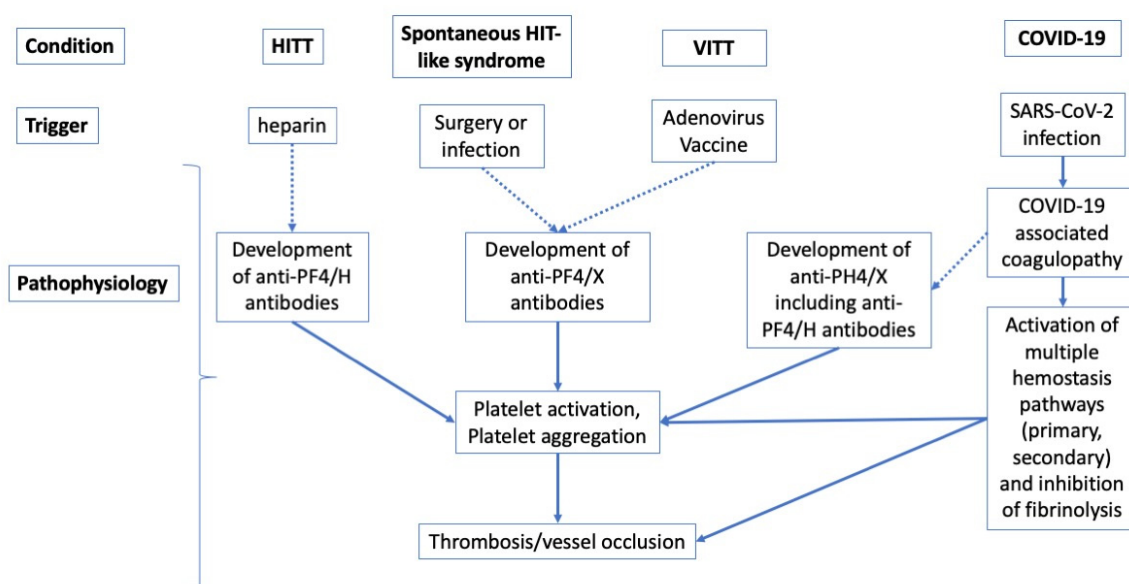 Condition
HITT
Spontaneous HIT-
like syndrome
VITT
COVID-19
Trigger
heparin
Surgery or
infection
Adenovirus
Vaccine
SARS-CoV-2
infection
Pathophysiology
Development
of anti-PF4/H
antibodies
Development of
anti-PF4/X
antibodies
Development of
anti-PH4/X
including anti-
PF4/H antibodies
COVID-19
associated
coagulopathy
Activation of
multiple
hemostasis
pathways
(primary,
secondary)
and inhibition
of fibrinolysis
Platelet activation,
Platelet aggregation
Thrombosis/vessel occlusion